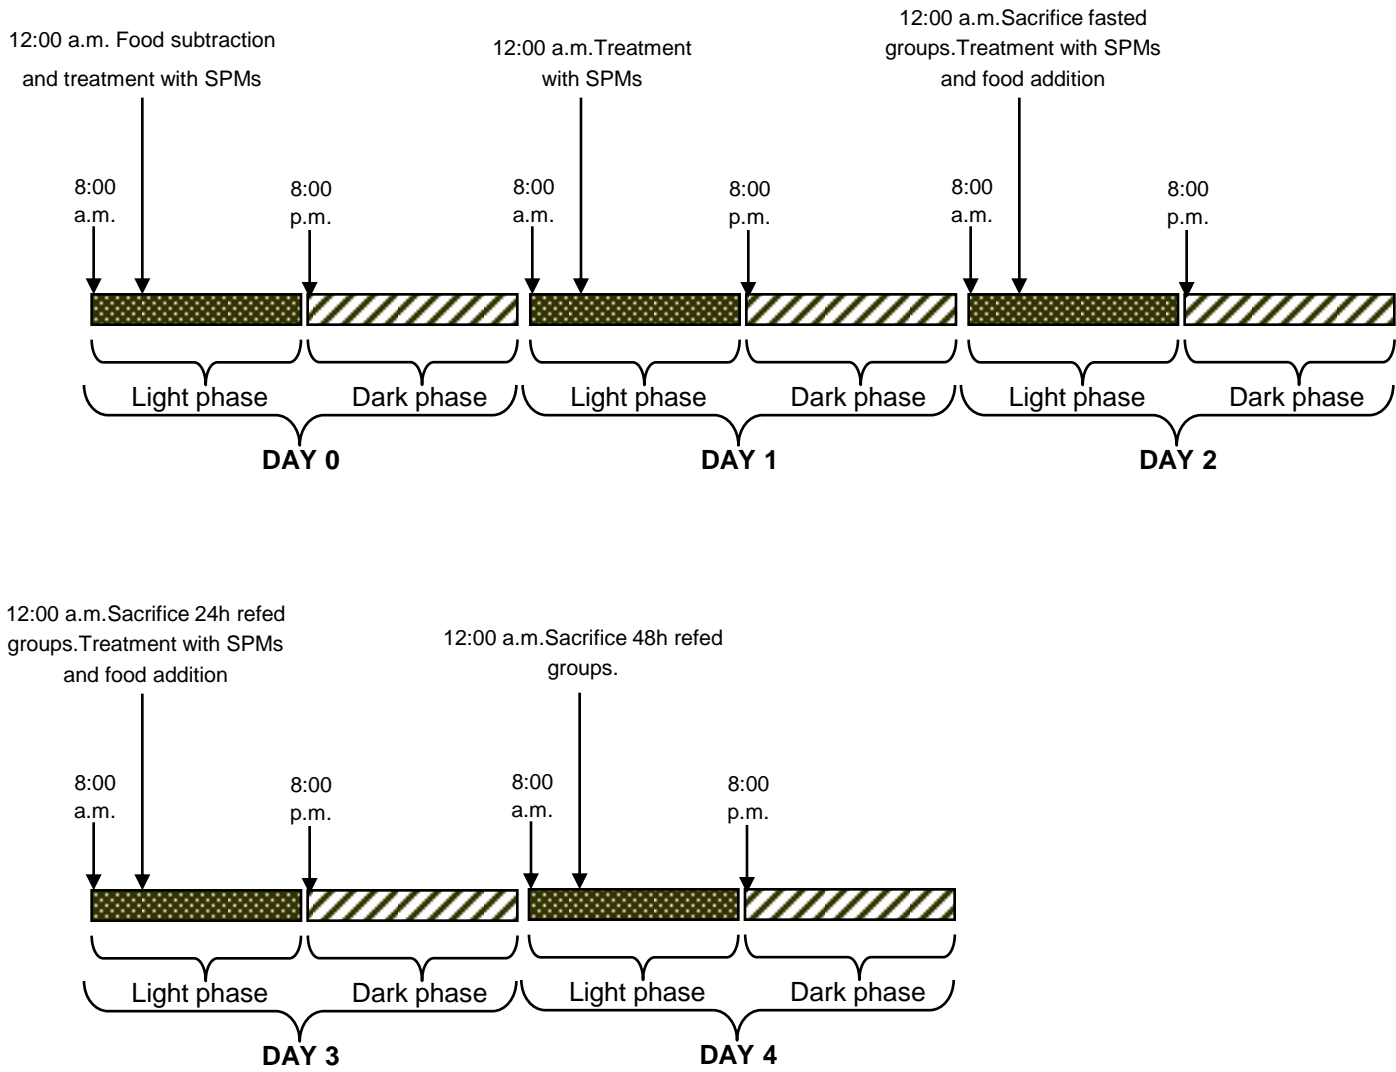 12:00 a.m. Food subtraction
and treatment with SPMs
12:00 a.m.Treatment
with SPMs
12:00 a.m.Sacrifice fasted
groups.Treatment with SPMs
and food addition
8:00
a.m.
8:00
p.m.
8:00
a.m.
8:00
p.m.
8:00
a.m.
8:00
p.m.
Light phase
Dark phase
Light phase
Dark phase
Light phase
Dark phase
DAY 0
DAY 1
DAY 2
12:00 a.m.Sacrifice 24h refed
groups.Treatment with SPMs
and food addition
12:00 a.m.Sacrifice 48h refed
groups.
8:00
a.m.
8:00
p.m.
8:00
a.m.
8:00
p.m.
Light phase
Dark phase
Light phase
Dark phase
DAY 3
DAY 4